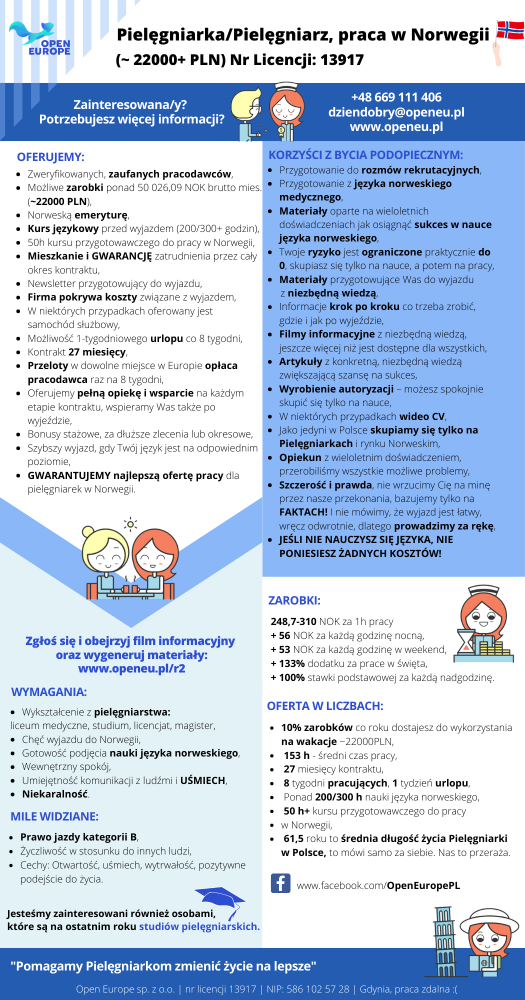 OPEN
EUROPE
Pielęgniarka/Pielęgniarz, praca w Norwegii
(~ 22000+ PLN) Nr Licencji: 13917
Zainteresowana/y?
Potrzebujesz więcej informacji?
1
+48 669 111 406
dziendobry@openeu.pl
www.openeu.pl
OFERUJEMY:
• Zweryfikowanych, zaufanych pracodawców,
• Możliwe zarobki ponad 50 026,09 NOK brutto mies.
(~22000 PLN),
• Norweską emeryturę,
• Kurs językowy przed wyjazdem (200/300+ godzin),
• 50h kursu przygotowawczego do pracy w Norwegii,
• Mieszkanie i GWARANCJĘ zatrudnienia przez cały
okres kontraktu,
• Newsletter przygotowujący do wyjazdu,
• Firma pokrywa koszty związane z wyjazdem,
• W niektórych przypadkach oferowany jest
samochód służbowy,
• Możliwość 1-tygodniowego urlopu co 8 tygodni,
• Kontrakt 27 miesięcy,
• Przeloty w dowolne miejsce w Europie opłaca
pracodawca raz na 8 tygodni,
• Oferujemy pełną opiekę i wsparcie na każdym
etapie kontraktu, wspieramy Was także po
wyjeździe,
• Bonusy stażowe, za dłuższe zlecenia lub okresowe,
• Szybszy wyjazd, gdy Twój język jest na odpowiednim
poziomie,
• GWARANTUJEMY najlepszą ofertę pracy dla
pielęgniarek w Norwegii.
KORZYŚCI Z BYCIA PODOPIECZNYM:
• Przygotowanie do rozmów rekrutacyjnych,
• Przygotowanie z języka norweskiego
medycznego,
• Materiały oparte na wieloletnich
doświadczeniach jak osiągnąć sukces w nauce
języka norweskiego,
• Twoje ryzyko jest ograniczone praktycznie do
0, skupiasz się tylko na nauce, a potem na pracy,
• Materiały przygotowujące Was do wyjazdu
z niezbędną wiedzą,
• Informacje krok po kroku co trzeba zrobić,
gdzie i jak po wyjeździe,
• Filmy informacyjne z niezbędną wiedzą,
jeszcze więcej niż jest dostępne dla wszystkich,
• Artykuły z konkretną, niezbędną wiedzą
zwiększającą szansę na sukces,
• Wyrobienie autoryzacji – możesz spokojnie
skupić się tylko na nauce,
• W niektórych przypadkach wideo CV,
• Jako jedyni w Polsce skupiamy się tylko na
Pielęgniarkach i rynku Norweskim,
• Opiekun z wieloletnim doświadczeniem,
przerobiliśmy wszystkie możliwe problemy,
• Szczerość i prawda, nie wrzucimy Cię na minę
przez nasze przekonania, bazujemy tylko na
FAKTACH! I nie mówimy, że wyjazd jest łatwy,
wręcz odwrotnie, dlatego prowadzimy za rękę,
• JEŚLI NIE NAUCZYSZ SIĘ JĘZYKA, NIE
PONIESIESZ ŻADNYCH KOSZTÓW!
Zgłoś się i obejrzyj film informacyjny
oraz wygeneruj materiały:
www.openeu.pl/r2
WYMAGANIA:
• Wykształcenie z pielęgniarstwa:
liceum medyczne, studium, licencjat, magister,
• Chęć wyjazdu do Norwegii,
• Gotowość podjęcia nauki języka norweskiego,
• Wewnętrzny spokój,
• Umiejętność komunikacji z ludźmi i UŚMIECH,
• Niekaralność.
MILE WIDZIANE:
• Prawo jazdy kategorii B,
• Życzliwość w stosunku do innych ludzi,
• Cechy: Otwartość, uśmiech, wytrwałość, pozytywne
podejście do życia.
Jesteśmy zainteresowani również osobami,
które są na ostatnim roku studiów pielęgniarskich.
ZAROBKI:
248,7-310 NOK za 1h pracy
+ 56 NOK za każdą godzinę nocną,
+ 53 NOK za każdą godzinę w weekend,
+ 133% dodatku za prace w święta,
+ 100% stawki podstawowej za każdą nadgodzinę.
OFERTA W LICZBACH:
• 10% zarobków co roku dostajesz do wykorzystania
na wakacje ~22000PLN,
• 153 h - średni czas pracy,
• 27 miesięcy kontraktu,
• 8 tygodni pracujących, 1 tydzień urlopu,
• Ponad 200/300 h nauki języka norweskiego,
• 50 h+ kursu przygotowawczego do pracy
• w Norwegii,
• 61,5 roku to średnia długość życia Pielęgniarki
w Polsce, to mówi samo za siebie. Nas to przeraża.
f www.facebook.com/OpenEuropePL
"Pomagamy Pielęgniarkom zmienić życie na lepsze"
Open Europe sp. z o.o. | nr licencji 13917 | NIP: 586 102 57 28 | Gdynia, praca zdalna :(